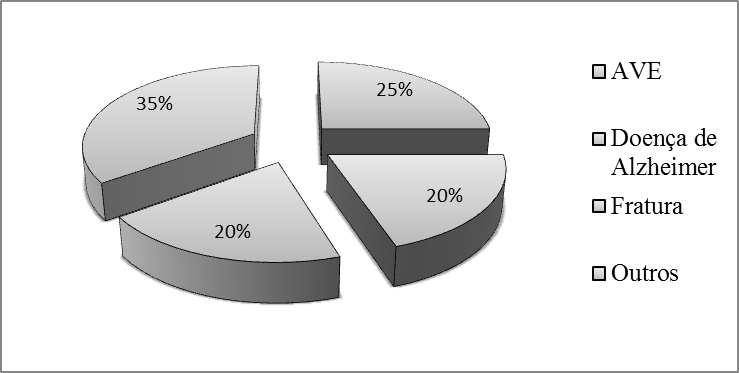 35%
25%
20%
20%
AVE
Doença de
Alzheimer
Fratura
Outros